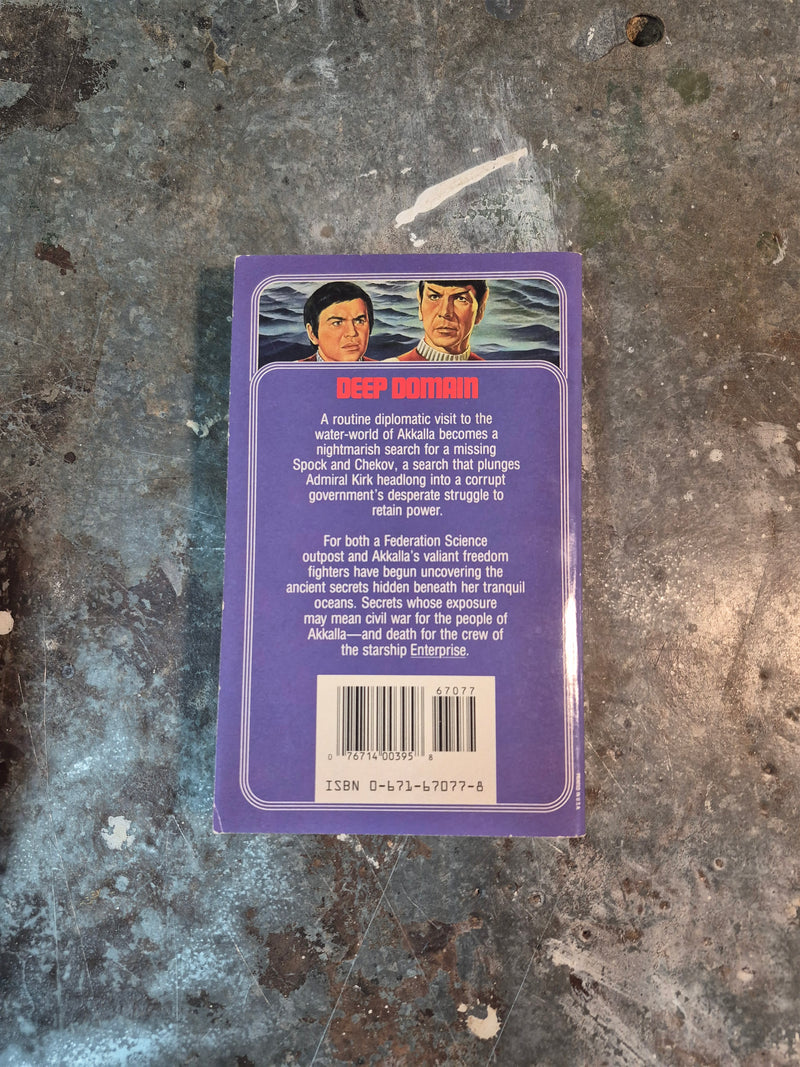 DEEP DOMAIN
A routine diplomatic visit to the
water-world of Akkalla becomes a
nightmarish search for a missing
Spock and Chekov, a search that plunges
Admiral Kirk headlong into a corrupt
government's desperate struggle to
retain power.
For both a Federation Science
outpost and Akkalla's valiant freedom
fighters have begun uncovering the
ancient secrets hidden beneath her tranquil
oceans. Secrets whose exposure
may mean civil war for the people of
Akkalla—and death for the crew of
the starship Enterprise.
67077
0 76714 00395 8
ISBN 0-671-67077-8
PRINTED IN U.S.A.